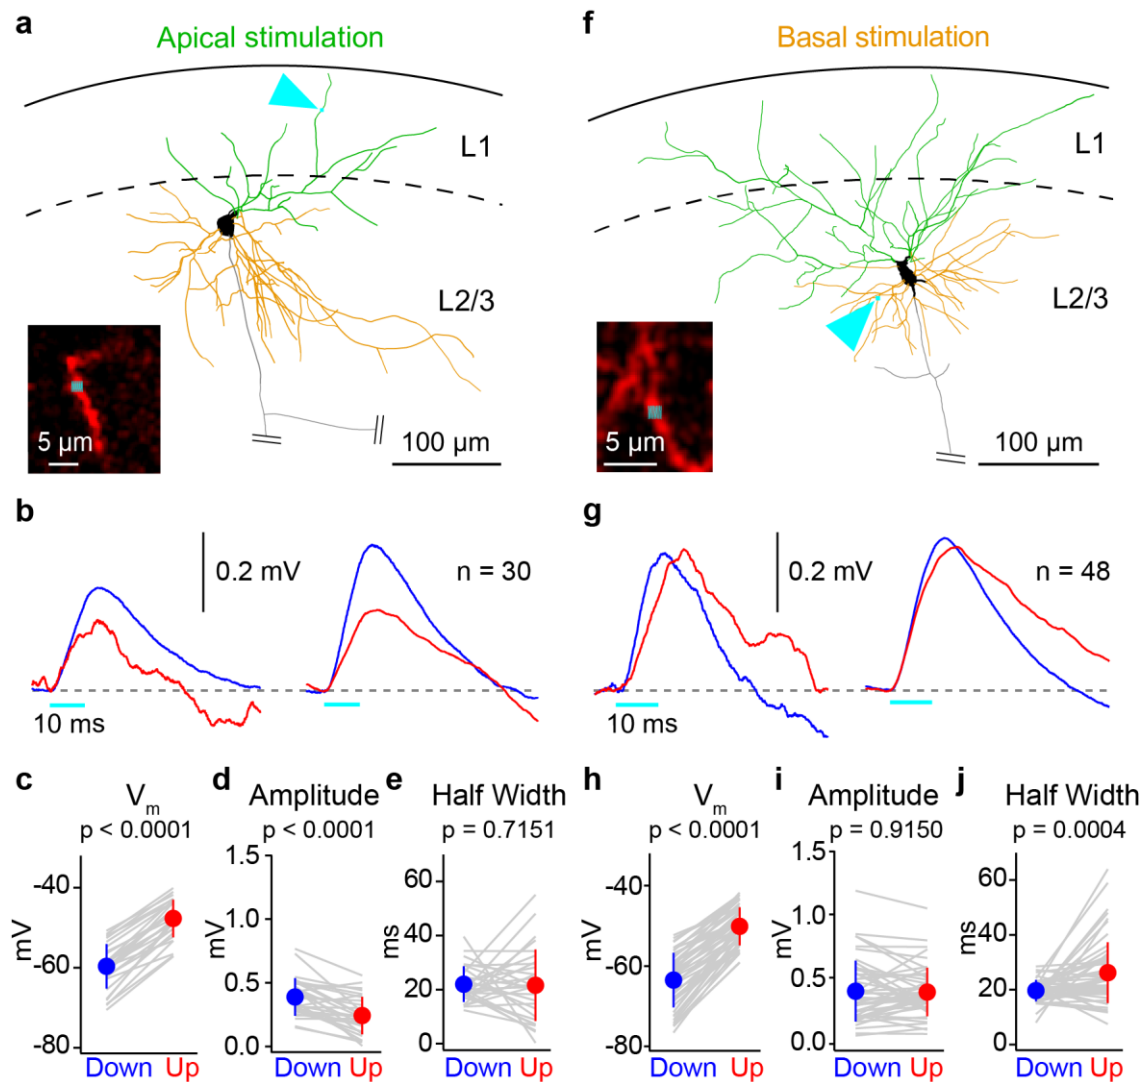 a
Apical stimulation
L1
L2/3
5 µm
100 µm
b
0.2 mV
n = 30
10 ms
c
Vm
p < 0.0001
mV
-40
-60
-80
Down Up
d
Amplitude
p < 0.0001
mV
1.5
1.0
0.5
0.0
Down Up
e
Half Width
p = 0.7151
ms
60
40
20
0
Down Up
f
Basal stimulation
L1
L2/3
5 µm
100 µm
g
0.2 mV
n = 48
10 ms
h
Vm
p < 0.0001
mV
-40
-60
-80
Down Up
i
Amplitude
p = 0.9150
mV
1.5
1.0
0.5
0.0
Down Up
j
Half Width
p = 0.0004
ms
60
40
20
0
Down Up